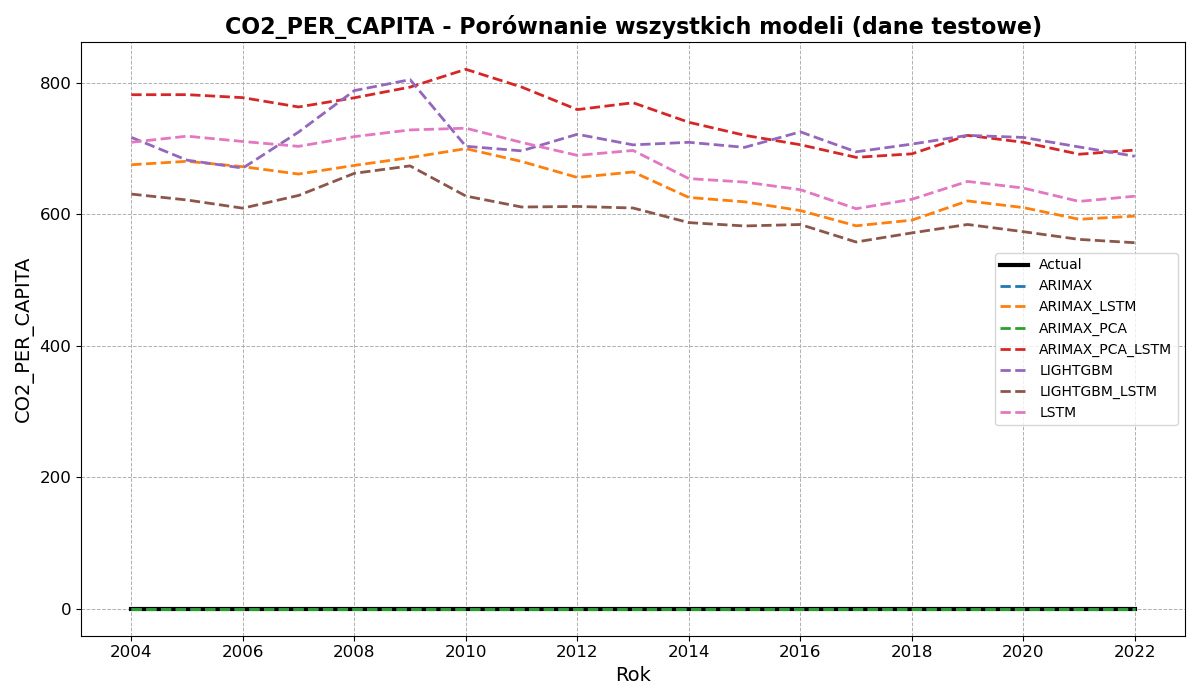 CO2_PER_CAPITA - Porównanie wszystkich modeli (dane testowe)
CO2_PER_CAPITA
800
600
400
200
0
Actual
ARIMAX
ARIMAX_LSTM
ARIMAX_PCA
ARIMAX_PCA_LSTM
LIGHTGBM
LIGHTGBM_LSTM
LSTM
2004 2006 2008 2010 2012 2014 2016 2018 2020 2022
Rok